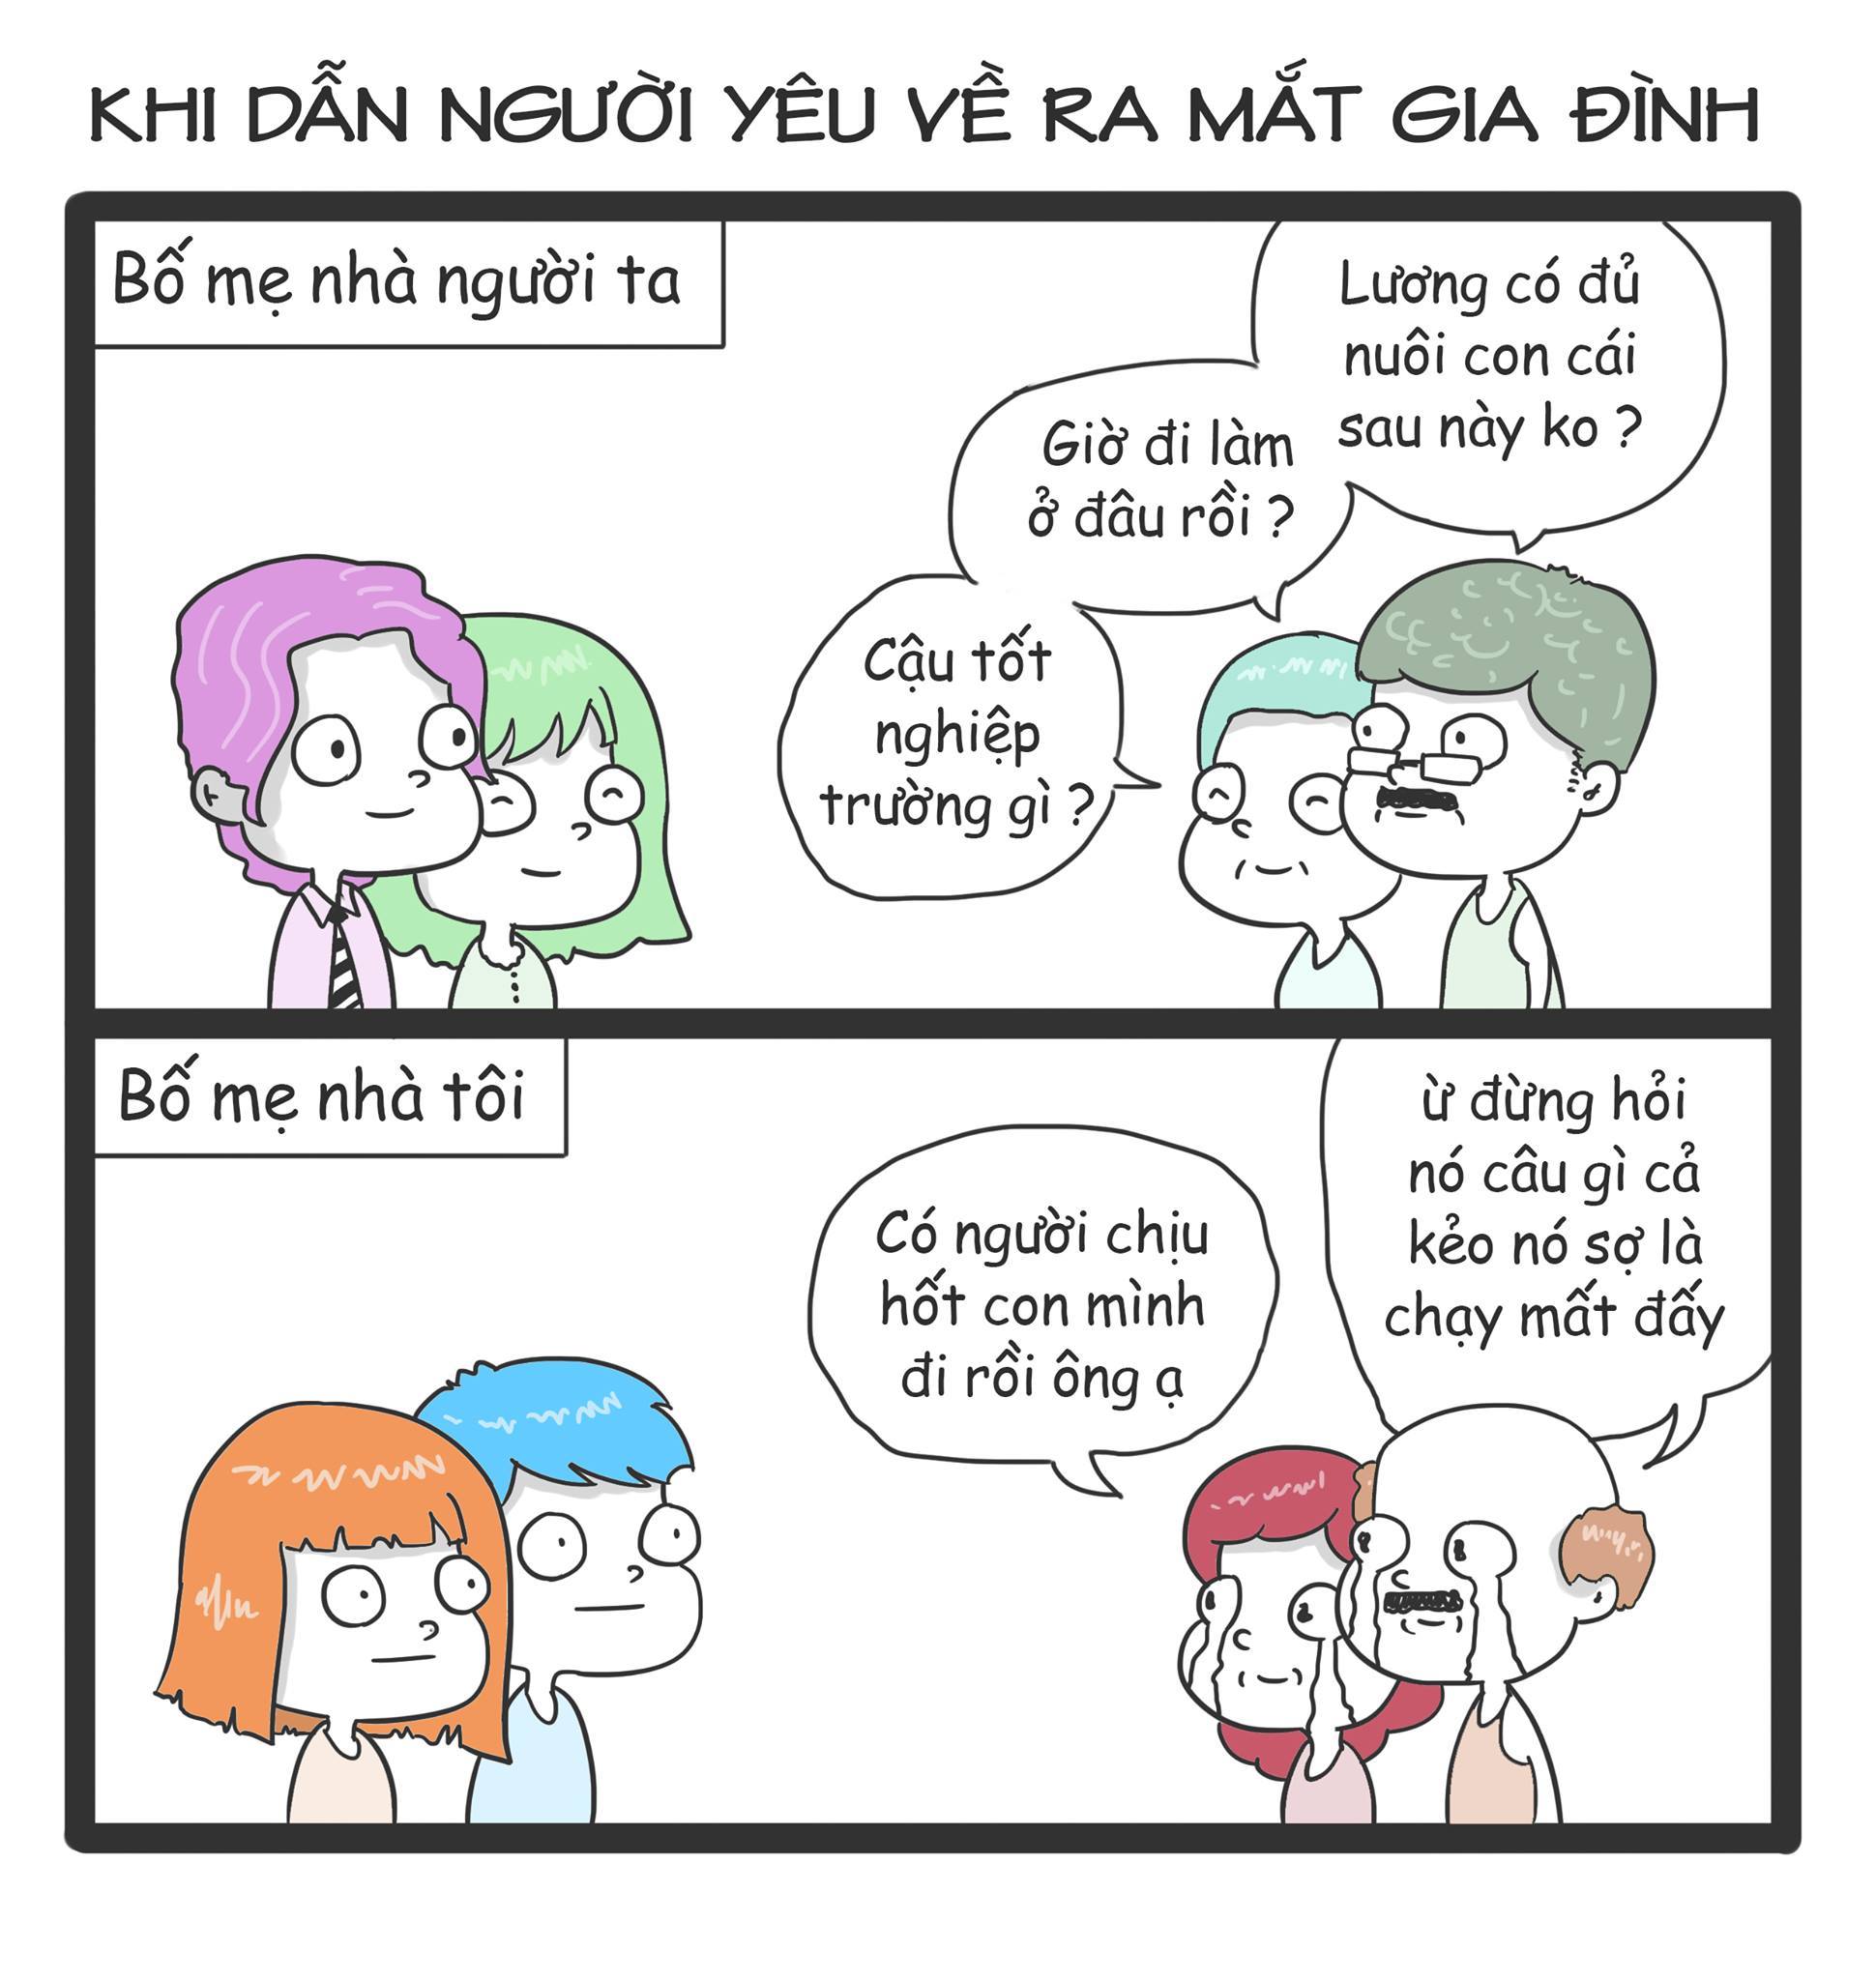 KHI DẪN NGƯỜI YÊU VỀ RA MẮT GIA ĐÌNH
Bố mẹ nhà người ta
Cậu tốt
nghiệp
trường gì ?
Giờ đi làm
ở đâu rồi ?
Lương có đủ
nuôi con cái
sau này ko ?
Bố mẹ nhà tôi
Có người chịu
hốt con mình
đi rồi ông ạ
ừ đừng hỏi
nó câu gì cả
kẻo nó sợ là
chạy mất đấy